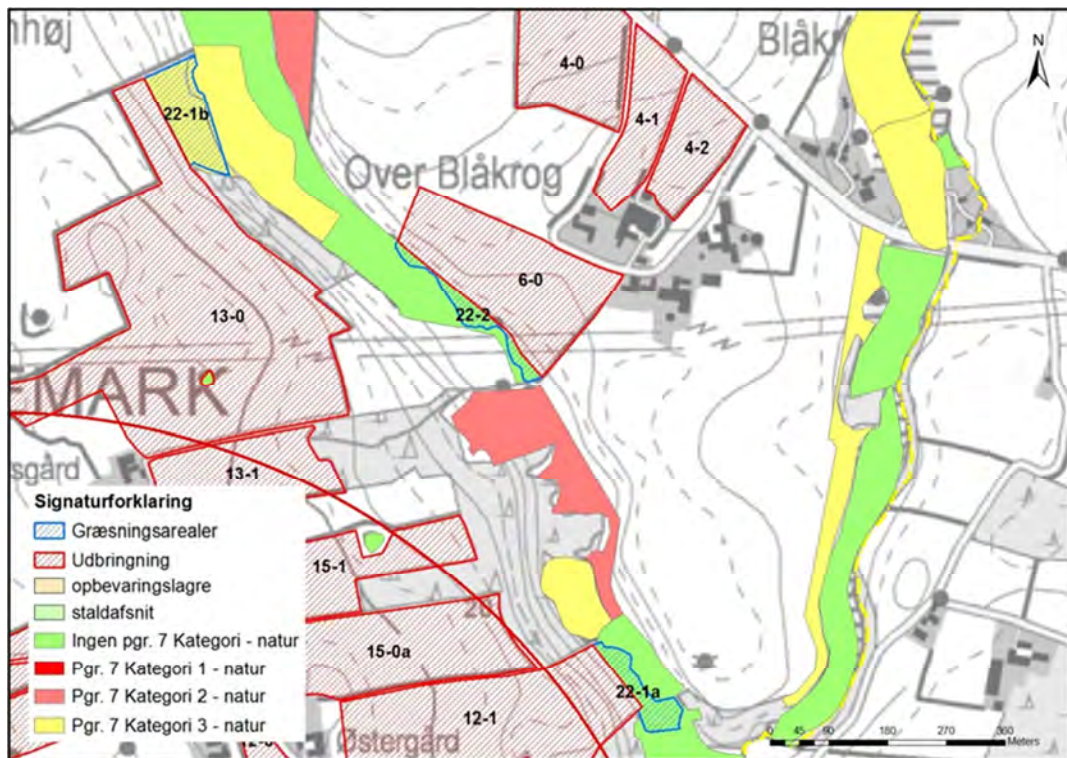 nhøj
4-0
Blåkr
N
22-1b
4-1
4-2
Over Blåkrog
6-0
22-2
13-0
MARK
sgård
13-1
Signaturforklaring
Græsningsarealer
Udbringning
opbevaringslagre
staldafsnit
Ingen pgr. 7 Kategori - natur
Pgr. 7 Kategori 1 - natur
Pgr. 7 Kategori 2 - natur
Pgr. 7 Kategori 3 - natur
15-1
15-0a
22-1a
12-1
Østergård
0 45 90 180 270 360
Meters